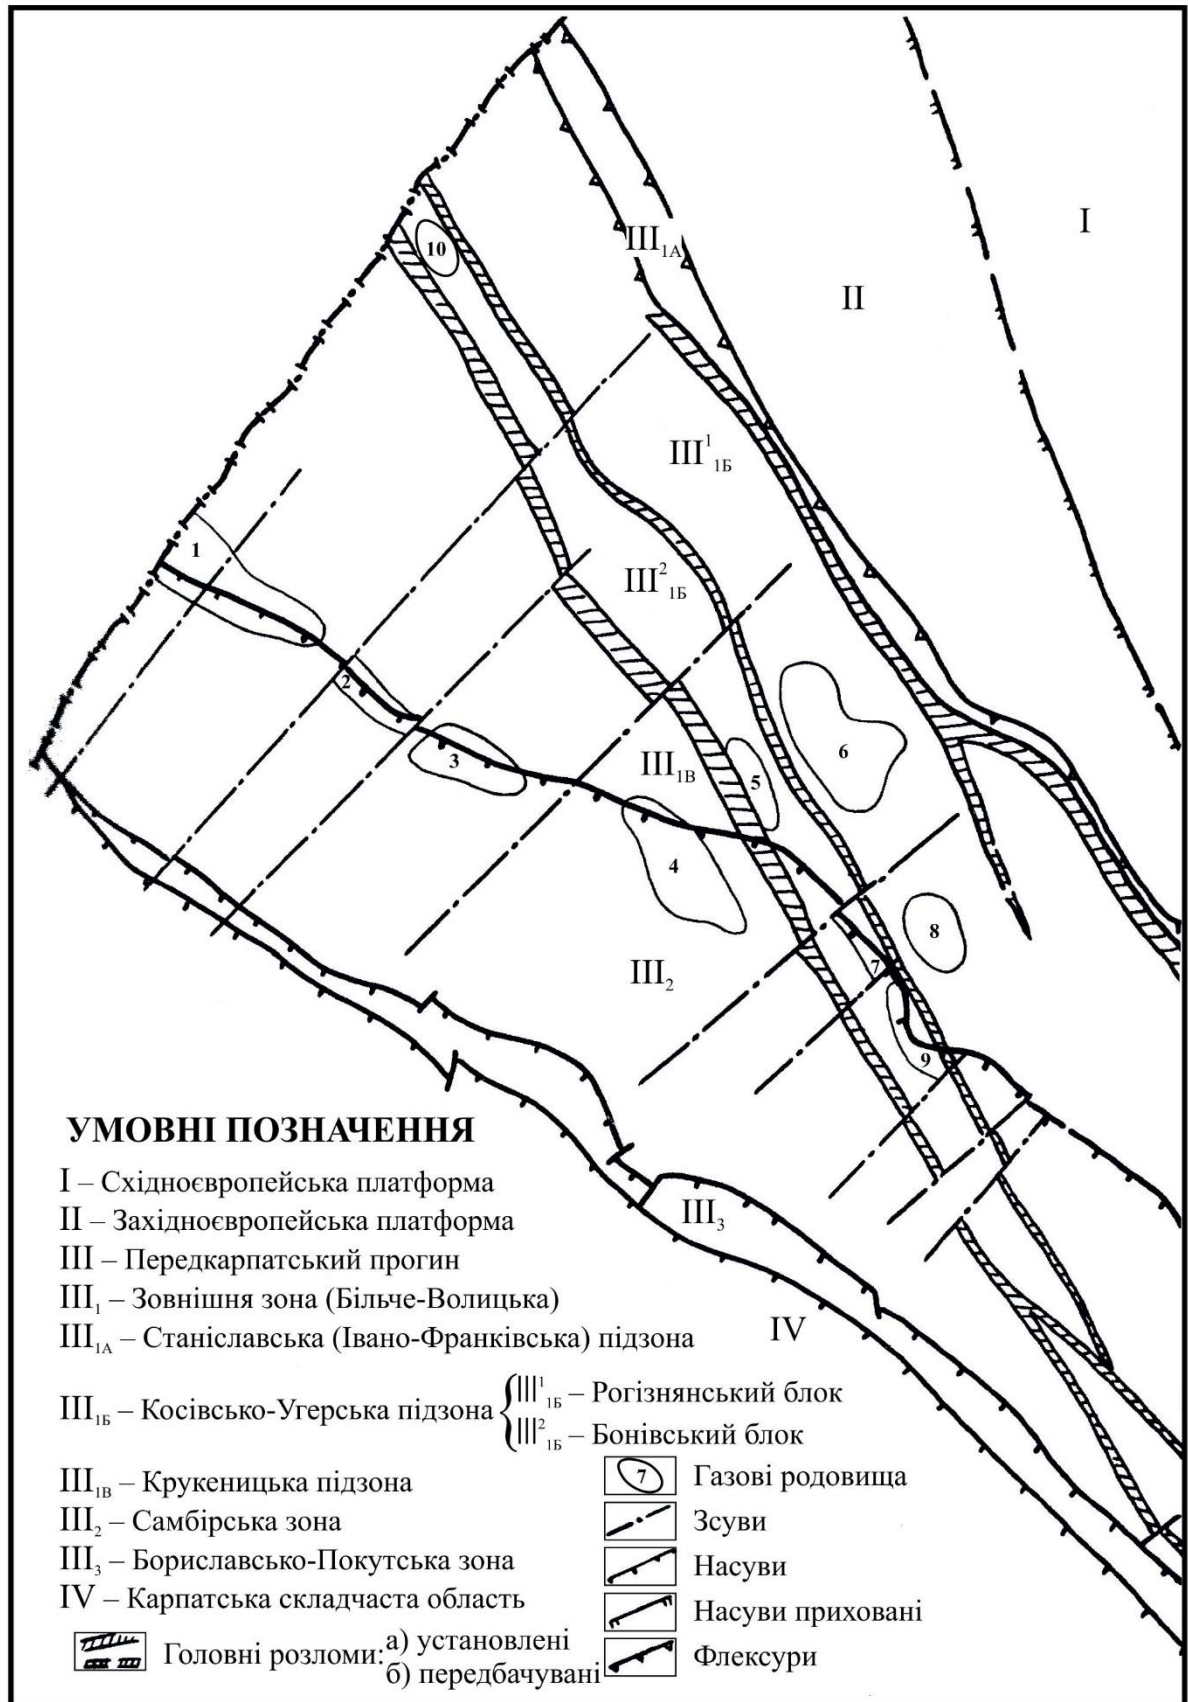 I
II
III1А
10
III¹1Б
1
III²1Б
2
6
3
III1В
5
4
8
III2
7
9
III3
IV
УМОВНІ ПОЗНАЧЕННЯ
I – Східноєвропейська платформа
II – Західноєвропейська платформа
III – Передкарпатський прогин
III1 – Зовнішня зона (Більче-Волицька)
III1А – Станіславська (Івано-Франківська) підзона
III1Б – Косівсько-Угерська підзона
III¹1Б – Рогізнянський блок
III²1Б – Бонівський блок
III1В – Крукеницька підзона
III2 – Самбірська зона
III3 – Бориславсько-Покутська зона
IV – Карпатська складчаста область
Головні розломи: а) установлені
б) передбачувані
7 Газові родовища
Зсуви
Насуви
Насуви приховані
Флексури